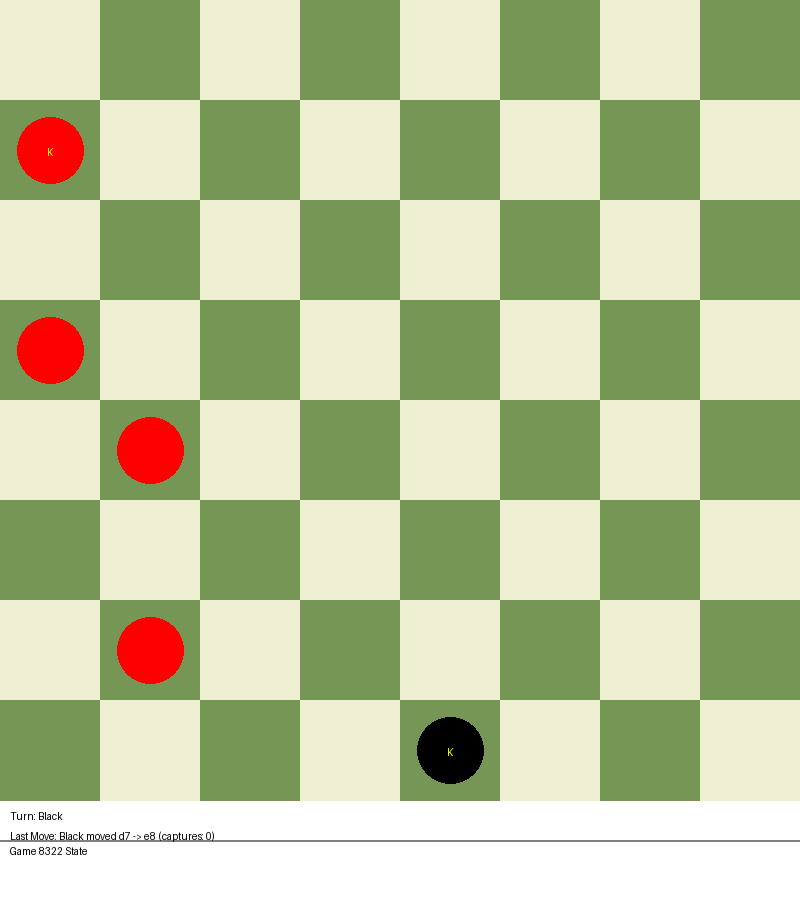 K
K
Turn: Black
Last Move: Black moved d7 -> e8 (captures: 0)
Game 8322 State